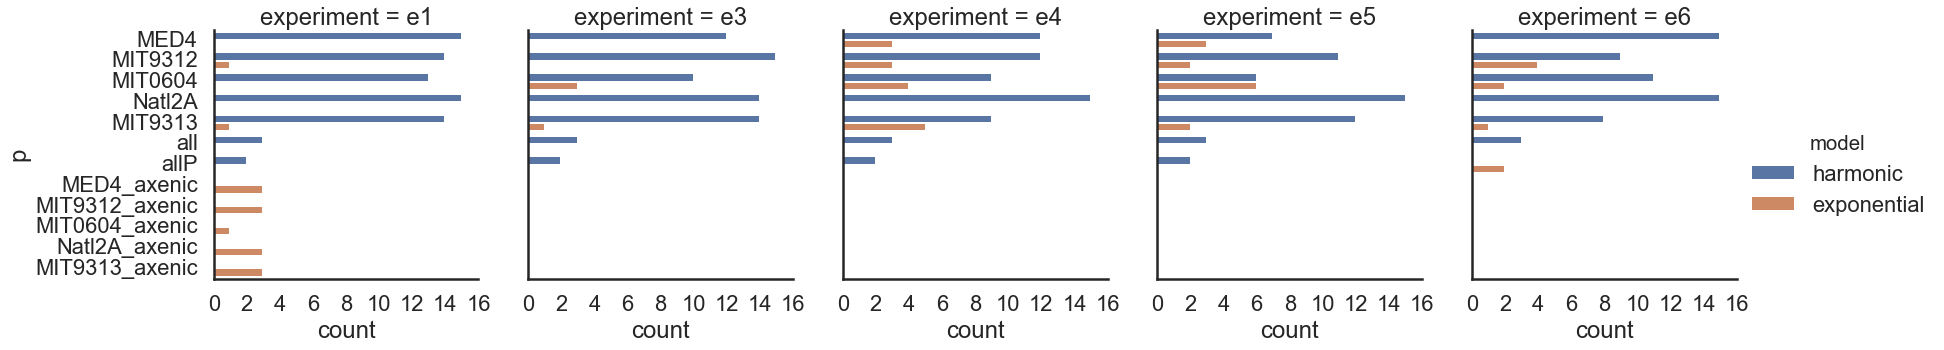 experiment = e1
experiment = e3
experiment = e4
experiment = e5
experiment = e6
p
MED4
MIT9312
MIT0604
Natl2A
MIT9313
all
allP
MED4_axenic
MIT9312_axenic
MIT0604_axenic
Natl2A_axenic
MIT9313_axenic
0 2 4 6 8 10 12 14 16
0 2 4 6 8 10 12 14 16
0 2 4 6 8 10 12 14 16
0 2 4 6 8 10 12 14 16
0 2 4 6 8 10 12 14 16
count
count
count
count
count
model
harmonic
exponential